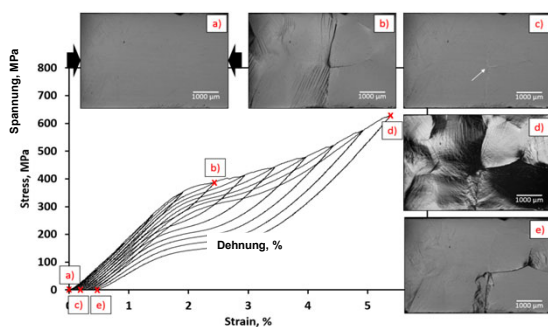 a)
1000 µm
b)
1000 µm
c)
1000 µm
Spannung, MPa
Stress, MPa
800
700
600
500
400
300
200
100
0
d)
b)
Dehnung, %
a)
c)
e)
0
1
2
3
4
5
Strain, %
d)
1000 µm
e)
1000 µm